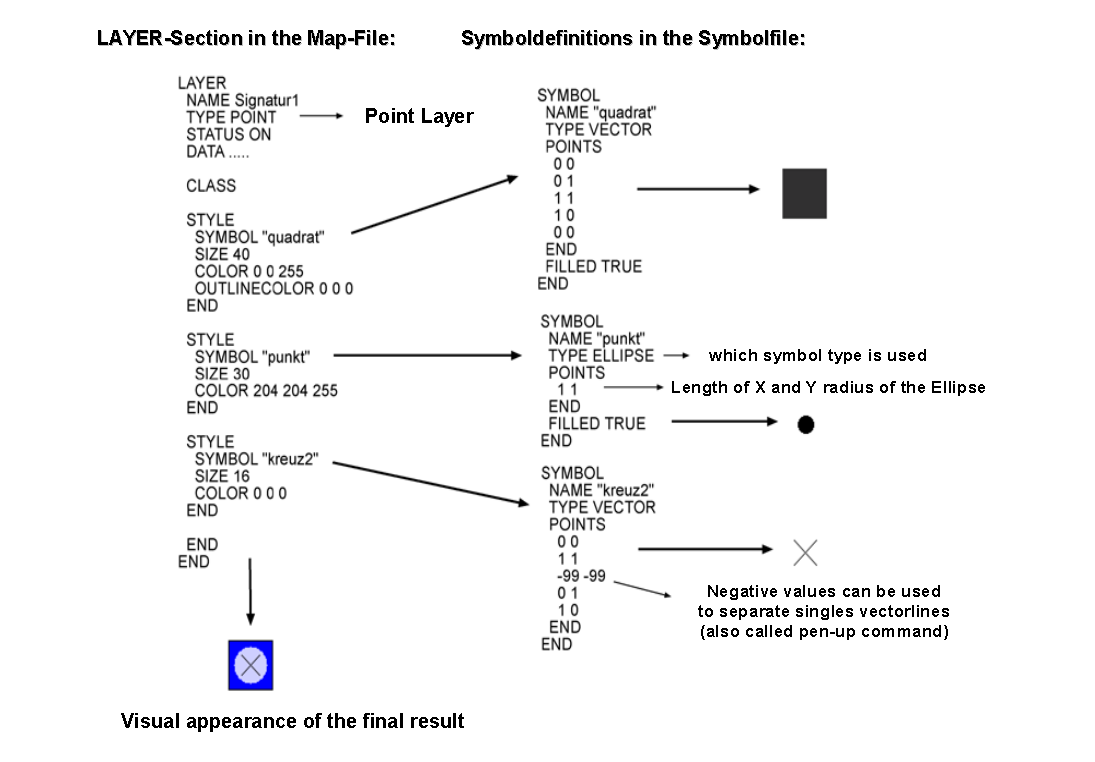 LAYER-Section in the Map-File:
LAYER
NAME Signatur1
TYPE POINT
STATUS ON
DATA .....
CLASS
STYLE
SYMBOL "quadrat"
SIZE 40
COLOR 0 0 255
OUTLINECOLOR 0 0 0
END
STYLE
SYMBOL "punkt"
SIZE 30
COLOR 204 204 255
END
STYLE
SYMBOL "kreuz2"
SIZE 16
COLOR 0 0 0
END
END
END
Point Layer
Visual appearance of the final result
Symboldefinitions in the Symbolfile:
SYMBOL
NAME "quadrat"
TYPE VECTOR
POINTS
0 0
0 1
1 1
1 0
0 0
END
FILLED TRUE
END
SYMBOL
NAME "punkt"
TYPE ELLIPSE
POINTS
1 1
END
FILLED TRUE
END
which symbol type is used
Length of X and Y radius of the Ellipse
SYMBOL
NAME "kreuz2"
TYPE VECTOR
POINTS
0 0
1 1
-99 -99
0 1
1 0
END
END
Negative values can be used
to separate singles vectorlines
(also called pen-up command)